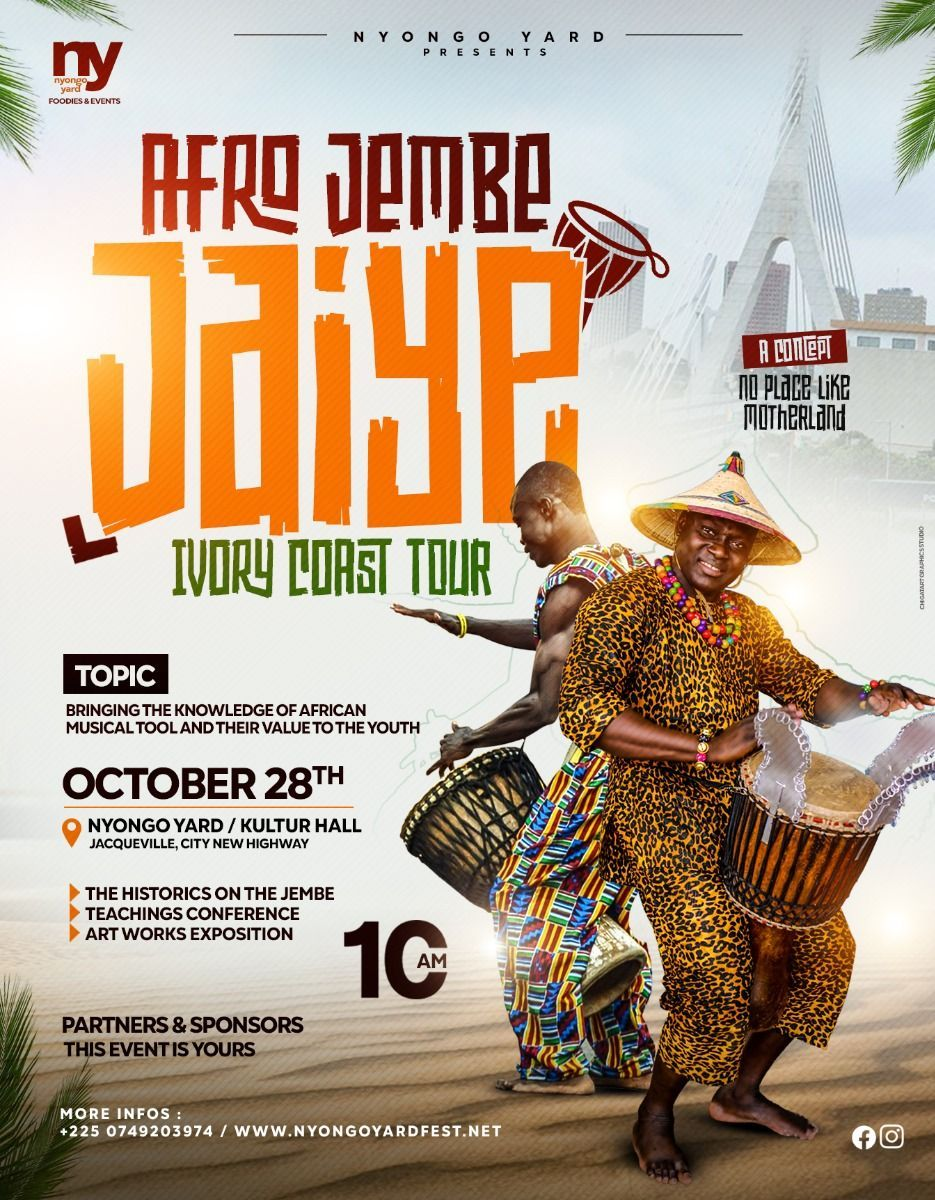 NYONGO YARD
PRESENTS
ny
nyongo
yard
FOODIES & EVENTS
AFRO JEMBE
Jaiye
IVORY COAST TOUR
A CONCEPT
NO PLACE LIKE
MOTHERLAND
CHIGATART GRAPHICS STUDIO
TOPIC
BRINGING THE KNOWLEDGE OF AFRICAN
MUSICAL TOOL AND THEIR VALUE TO THE YOUTH
OCTOBER 28TH
NYONGO YARD / KULTUR HALL
JACQUEVILLE, CITY NEW HIGHWAY
THE HISTORICS ON THE JEMBE
TEACHINGS CONFERENCE
ART WORKS EXPOSITION
10 AM
PARTNERS & SPONSORS
THIS EVENT IS YOURS
MORE INFOS :
+225 0749203974 / WWW.NYONGOYARDFEST.NET